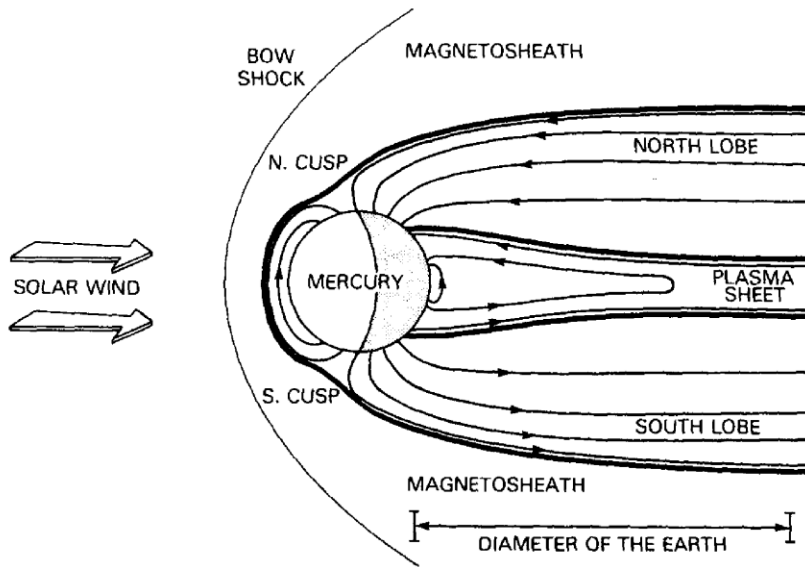 BOW
SHOCK
MAGNETOSHEATH
NORTH LOBE
N. CUSP
MERCURY
SOLAR WIND
PLASMA
SHEET
S. CUSP
SOUTH LOBE
MAGNETOSHEATH
DIAMETER OF THE EARTH